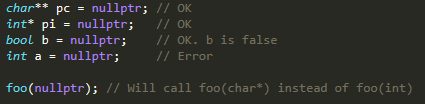 char** pc = nullptr; // OK
int* pi = nullptr;   // OK
bool b = nullptr;    // OK. b is false
int a = nullptr;     // Error
foo(nullptr); // Will call foo(char*) instead of foo(int)